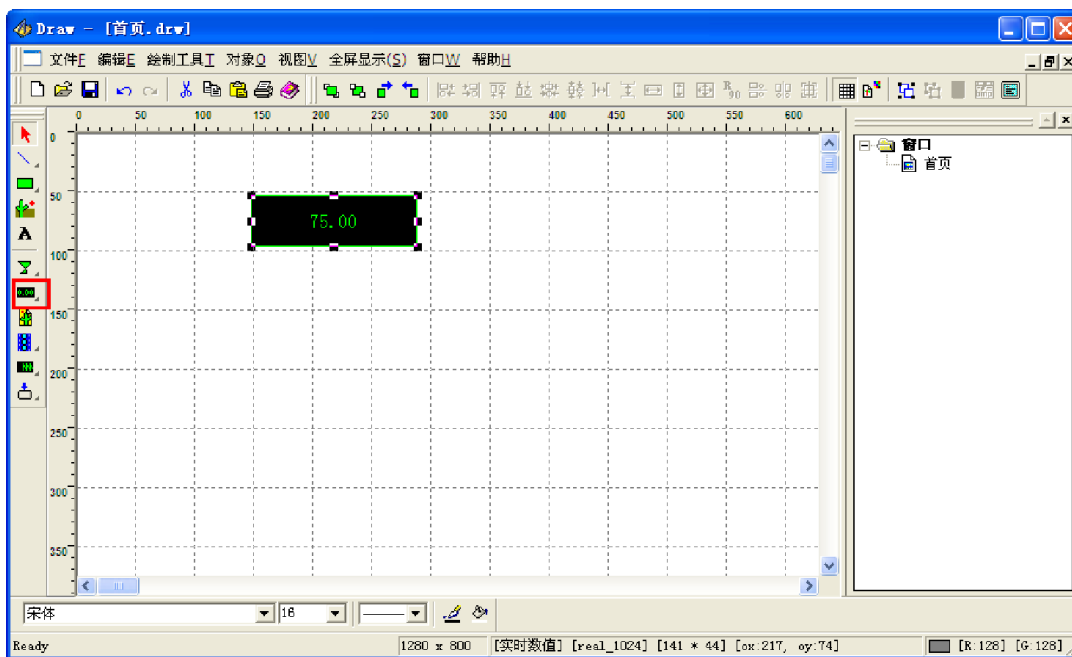 Draw - [首页.drw]
文件F 编辑E 绘制工具T 对象O 视图V 全屏显示(S) 窗口W 帮助H
R 90
0 50 100 150 200 250 300 350 400 450 500 550 600
窗口
首页
0
50
75.00
A
100
0.00
150
200
250
300
350
宋体 16
Ready 1280 x 800 [实时数值] [real_1024] [141 * 44] [ox:217, oy:74] [R:128] [G:128]